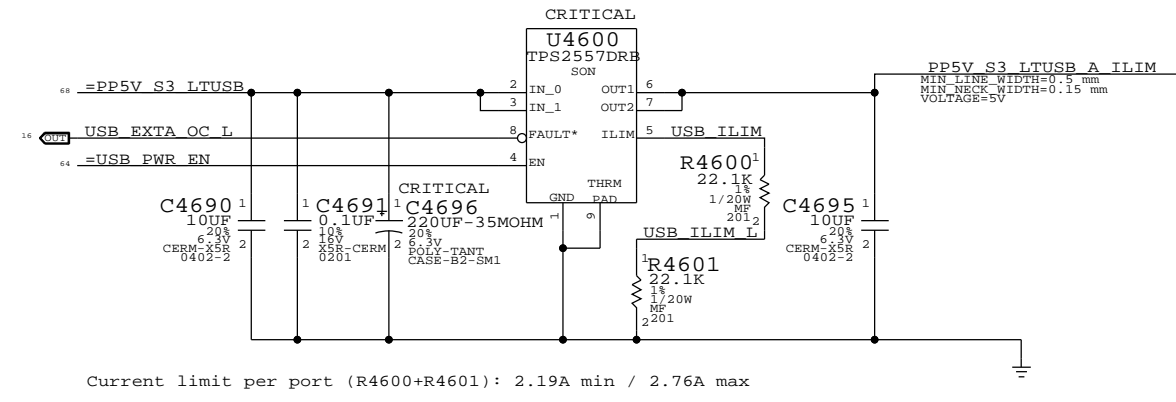 CRITICAL
U4600
TPS2557DRB
SON
68 =PP5V_S3_LTUSB
2 IN_0
3 IN_1
OUT1 6
OUT2 7
PP5V_S3_LTUSB_A_ILIM
MIN_LINE_WIDTH=0.5 mm
MIN_NECK_WIDTH=0.15 mm
VOLTAGE=5V
16 OUT USB_EXTA_OC_L
8 FAULT*
ILIM 5 USB_ILIM
64 =USB_PWR_EN
4 EN
THRM
GND PAD
1 9
C4690
1
10UF
20%
6.3V
CERM-X5R
0402-2
2
C4691
1
0.1UF
10%
16V
X5R-CERM
0201
2
CRITICAL
C4696
1
+
220UF-35MOHM
20%
6.3V
POLY-TANT
CASE-B2-SM1
2
R4600
1
22.1K
1%
1/20W
MF
201
2
USB_ILIM_L
R4601
1
22.1K
1%
1/20W
MF
201
2
C4695
1
10UF
20%
6.3V
CERM-X5R
0402-2
2
Current limit per port (R4600+R4601): 2.19A min / 2.76A max